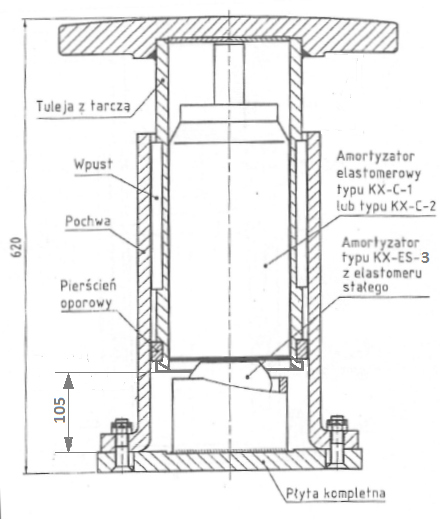 Tuleja z tarczą
Wpust
Pochwa
Pierścień
oporowy
Amortyzator
elastomerowy
typu KX-C-1
lub typu KX-C-2
Amortyzator
typu KX-ES-3
z elastomeru
stałego
620
105
Płyta kompletna